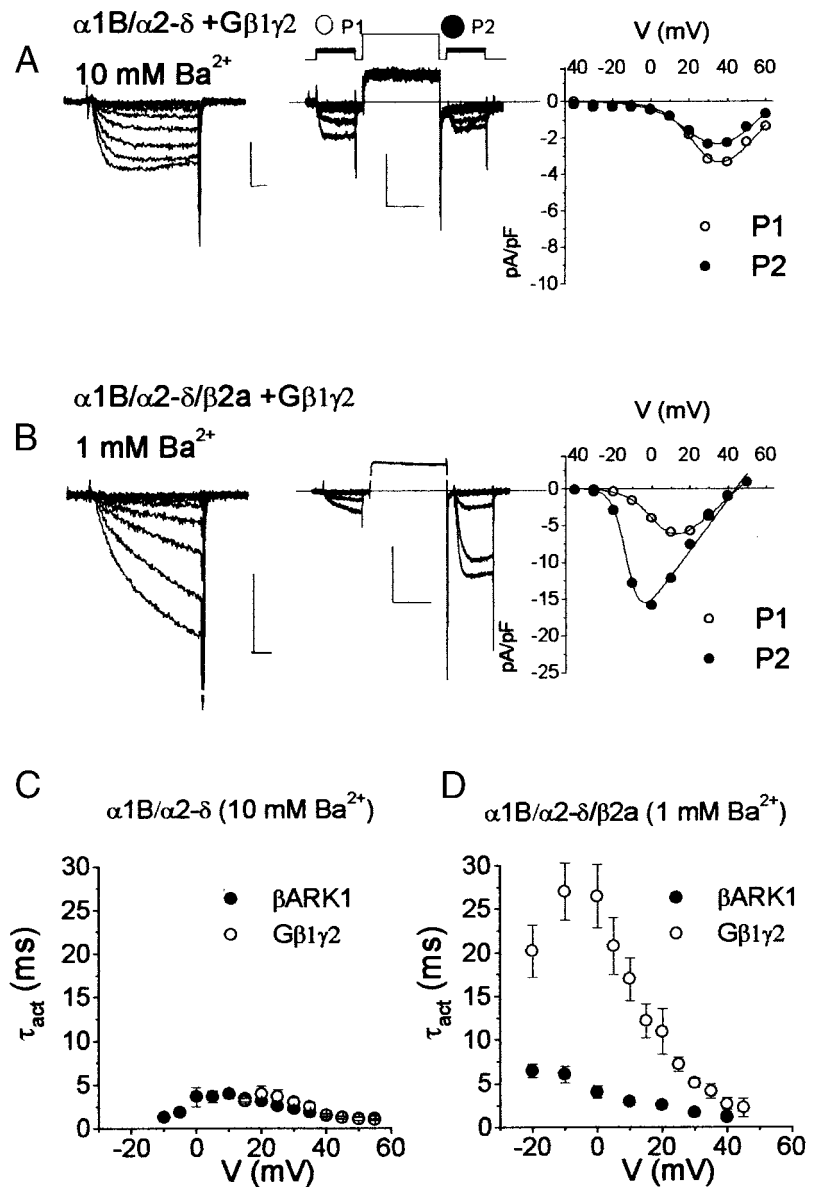 α1B/α2-δ +Gβ1γ2
P1
P2
A
10 mM Ba²⁺
V (mV)
-40 -20 0 20 40 60
0
-2
-4
-6
-8
-10
pA/pF
P1
P2
α1B/α2-δ/β2a +Gβ1γ2
B
1 mM Ba²⁺
V (mV)
-40 -20 0 20 40 60
0
-5
-10
-15
-20
-25
pA/pF
P1
P2
C
α1B/α2-δ (10 mM Ba²⁺)
30
25
20
15
10
5
0
τact (ms)
βARK1
Gβ1γ2
-20 0 20 40 60
V (mV)
D
α1B/α2-δ/β2a (1 mM Ba²⁺)
30
25
20
15
10
5
0
τact (ms)
βARK1
Gβ1γ2
-20 0 20 40 60
V (mV)